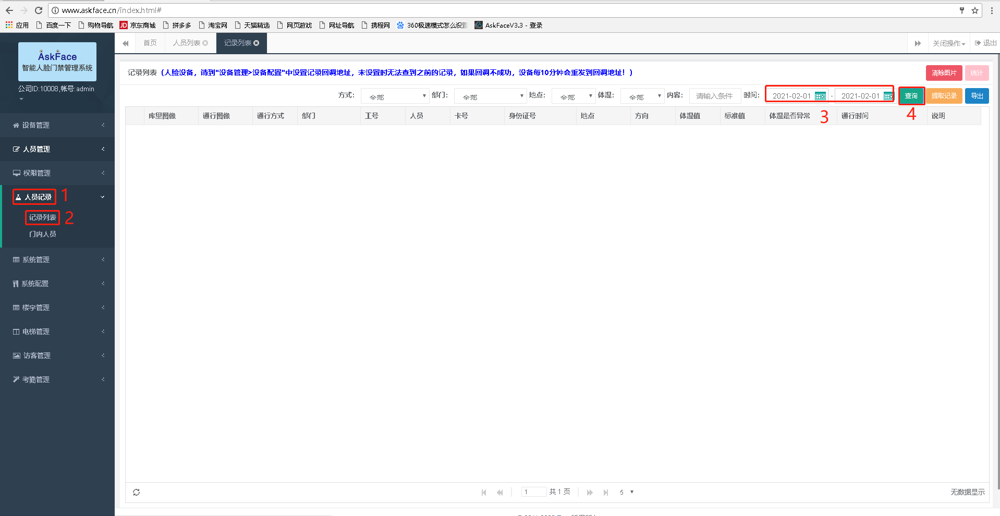 www.askface.cn/index.html#
应用 百度一下 购物导航 JD 京东商城 拼多多 淘宝网 天猫精选 网页游戏 网址导航 携程网 360极速模式怎么设置 AskFaceV3.3 - 登录
AskFace
智能人脸门禁管理系统
公司ID:10008,帐号:admin
首页 人员列表 记录列表 关闭操作 退出
记录列表 (人脸设备，请到"设备管理>设备配置"中设置记录回调地址，未设置时无法查到之前的记录，如果回调不成功，设备每10分钟会重发到回调地址！) 清除图片 统计
方式: 全部 部门: 全部 地点: 全部 体温: 全部 内容: 请输入条件 时间: 2021-02-01 - 2021-02-01 查询 提取记录 导出
库里图像 通行图像 通行方式 部门 工号 人员 卡号 身份证号 地点 方向 体温值 标准值 体温是否异常 3 通行时间 4 说明
设备管理
人员管理
权限管理
人员记录 1
记录列表 2
门内人员
系统管理
系统配置
楼宇管理
电梯管理
访客管理
考勤管理
1 共 1 页 5 无数据显示